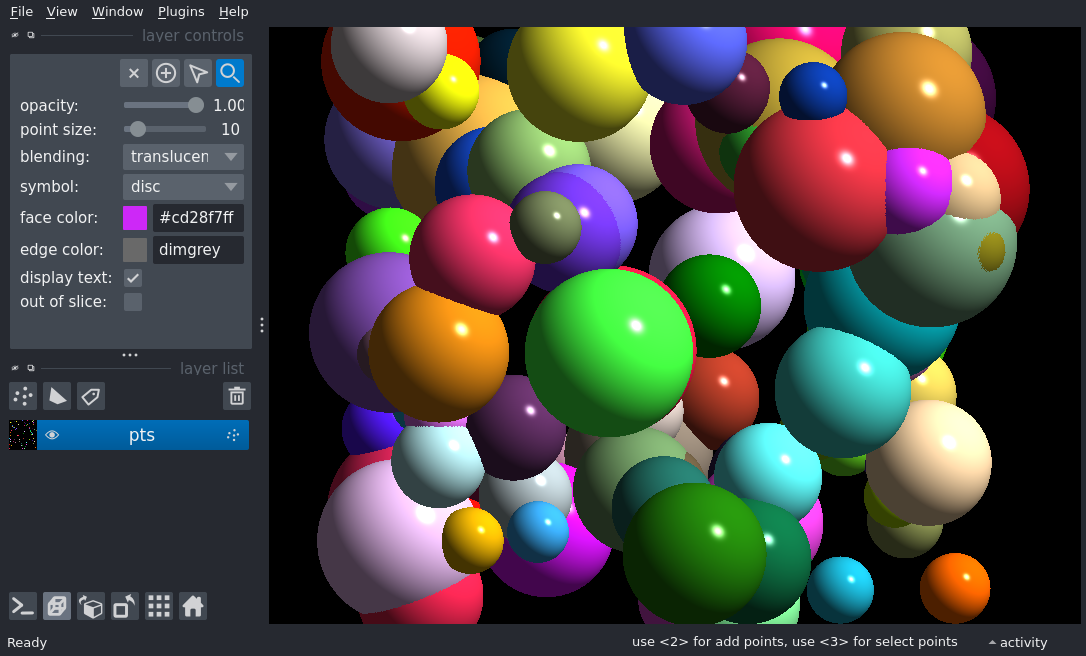 File View Window Plugins Help
layer controls
opacity: 1.00
point size: 10
blending: translucen
symbol: disc
face color: #cd28f7ff
edge color: dimgrey
display text:
out of slice:
layer list
pts
Ready
use <2> for add points, use <3> for select points
activity